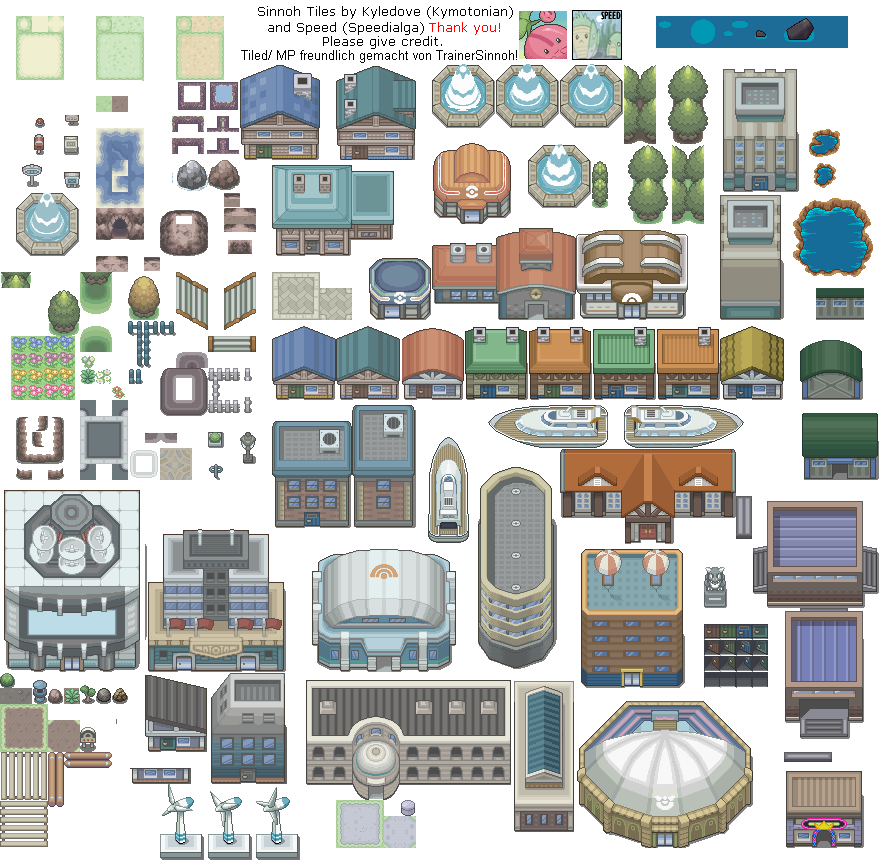 Sinnoh Tiles by Kyledove (Kymotonian)
and Speed (Speedialga) Thank you!
Please give credit.
Tiled/ MP freundlich gemacht von TrainerSinnoh!
SPEED